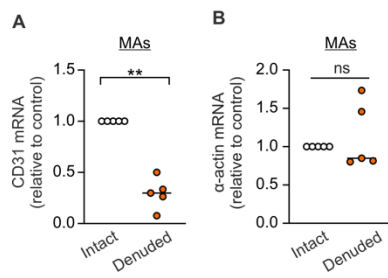 A
MAs
**
CD31 mRNA
(relative to control)
1.5
1.0
0.5
0.0
Intact
Denuded
B
MAs
ns
α-actin mRNA
(relative to control)
2.0
1.5
1.0
0.5
0.0
Intact
Denuded